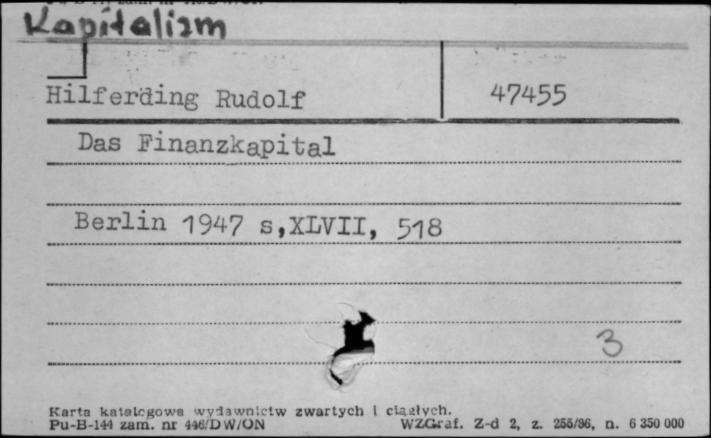 Kapitalizm
Hilferding Rudolf 47455
Das Finanzkapital
Berlin 1947 s,XLVII, 518
3
Karta katalogowa wydawnictw zwartych i ciągłych.
Pu-B-144 zam. nr 446/DW/ON WZGraf. Z-d 2, z. 255/86, n. 6 350 000